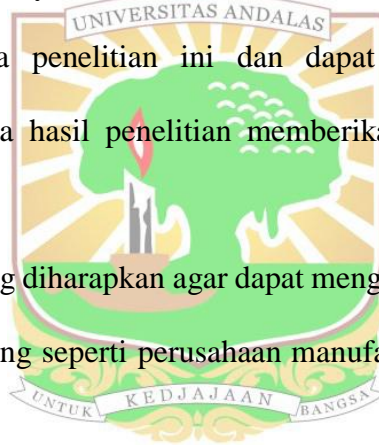 UNIVERSITAS ANDALAS
penelitian ini dan dapat
hasil penelitian memberika
diharapkan agar dapat meng
seperti perusahaan manufa
UNTUK KEDJAJAAN BANGSA